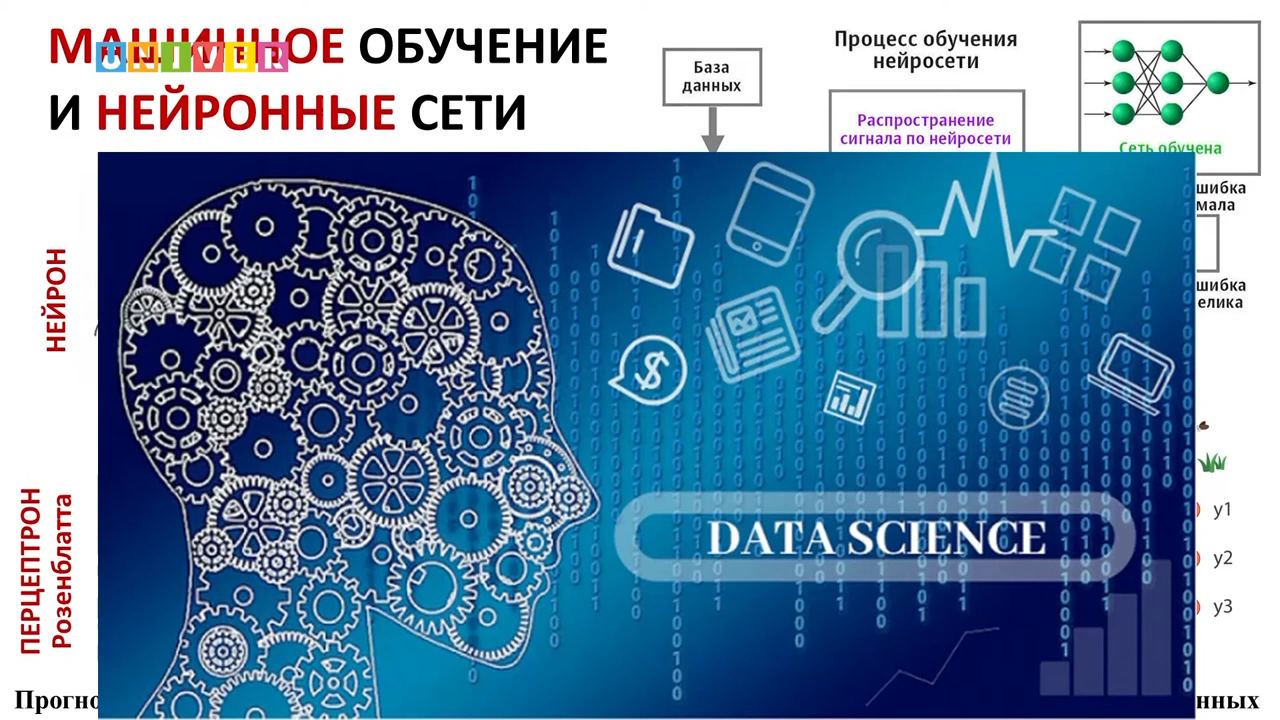 МАШИННОЕ ОБУЧЕНИЕ
И НЕЙРОННЫЕ СЕТИ
UNIVER
База
данных
Процесс обучения
нейросети
Распространение
сигнала по нейросети
Сеть обучена
НЕЙРОН
DATA SCIENCE
ПЕРЦЕПТРОН
Розенблатта
y1
y2
y3